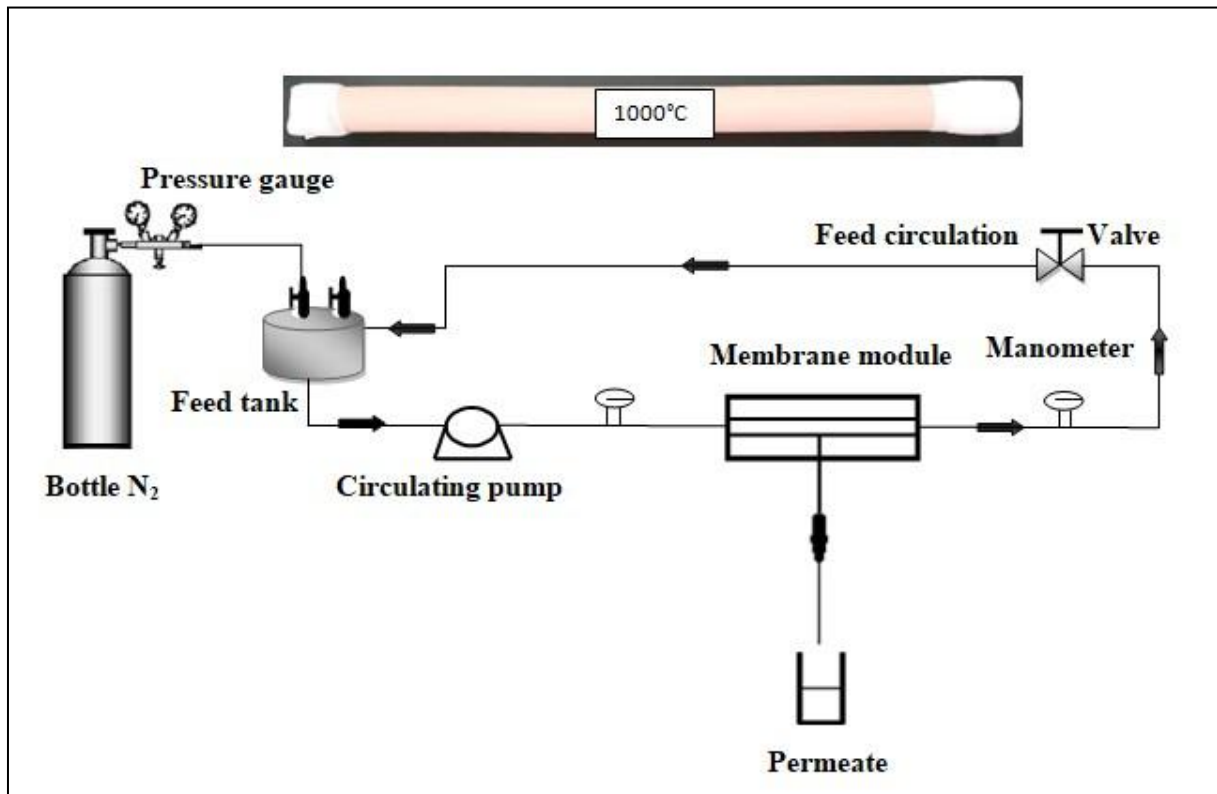 1000°C
Pressure gauge
Feed circulation
Valve
Membrane module
Manometer
Feed tank
Bottle N₂
Circulating pump
Permeate